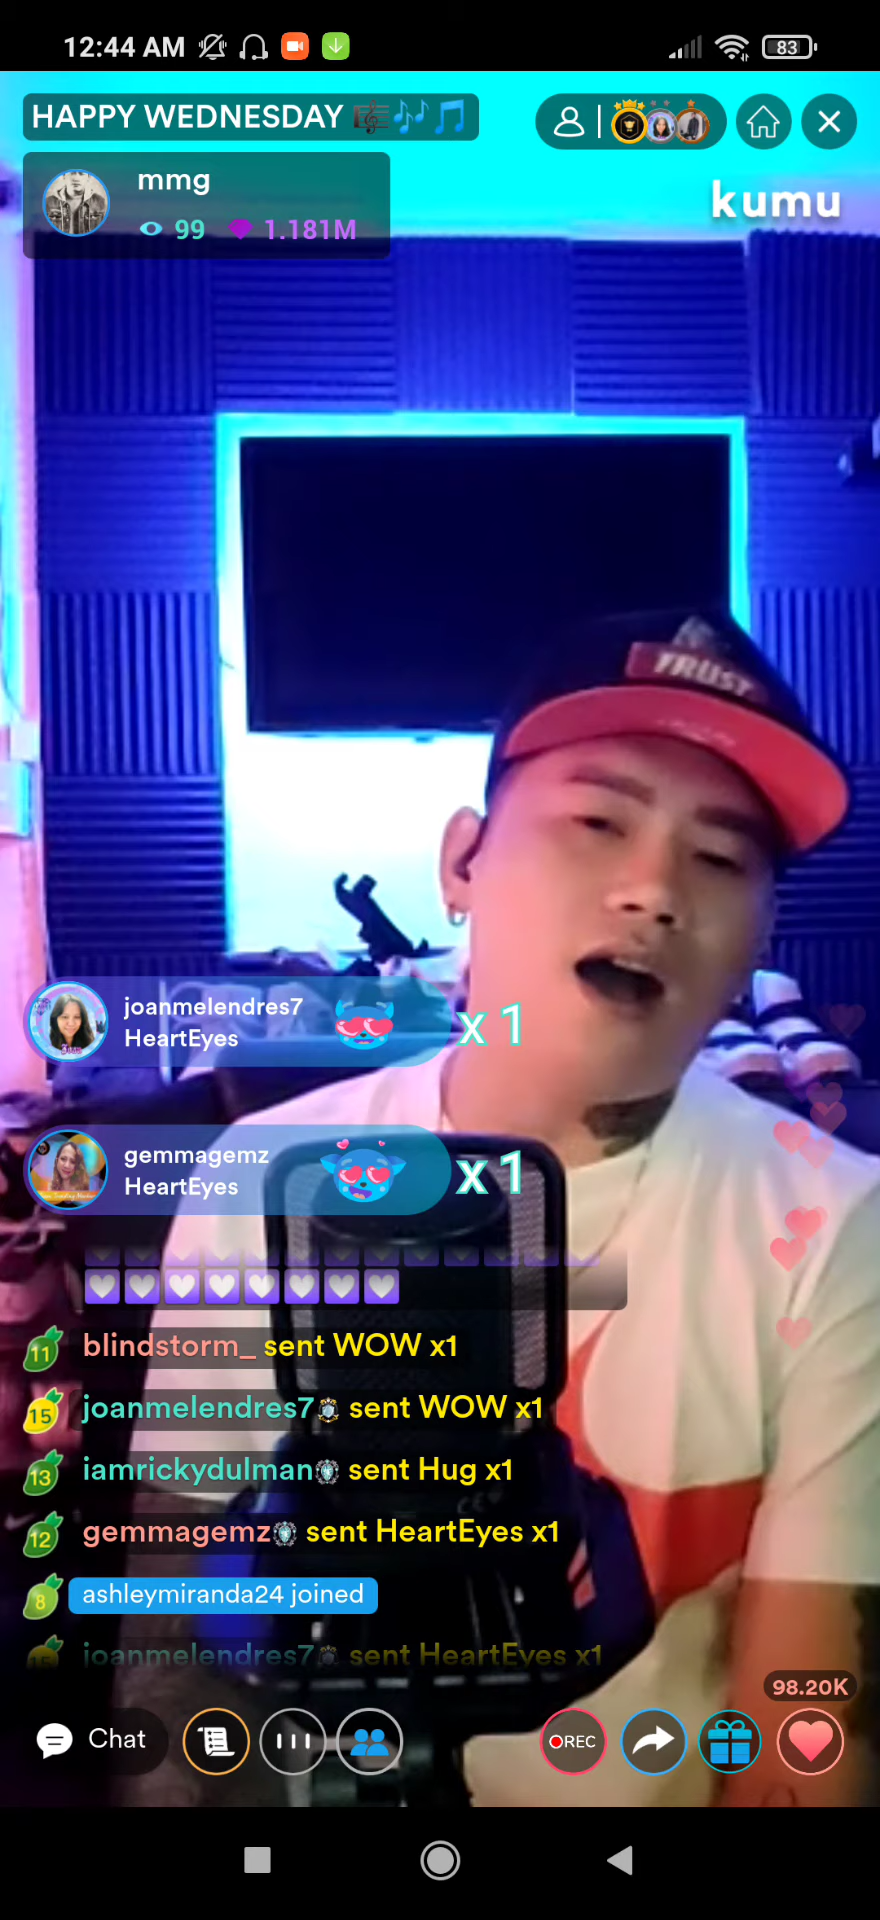 12:44 AM
83
HAPPY WEDNESDAY
mmg
99 1.181M
kumu
TRUST
joanmelendres7
HeartEyes
x 1
gemmagemz
HeartEyes
x 1
11 blindstorm_ sent WOW x1
15 joanmelendres7 sent WOW x1
13 iamrickydulman sent Hug x1
12 gemmagemz sent HeartEyes x1
8 ashleymiranda24 joined
15 joanmelendres7 sent HeartEyes x1
98.20K
Chat
REC